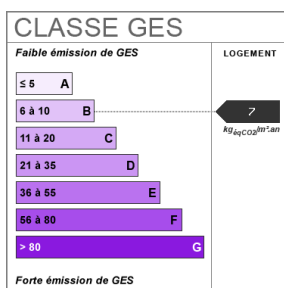 CLASSE GES
Faible émission de GES
LOGEMENT
≤ 5 A
6 à 10 B
7
kgéqCO2/m².an
11 à 20 C
21 à 35 D
36 à 55 E
56 à 80 F
> 80 G
Forte émission de GES